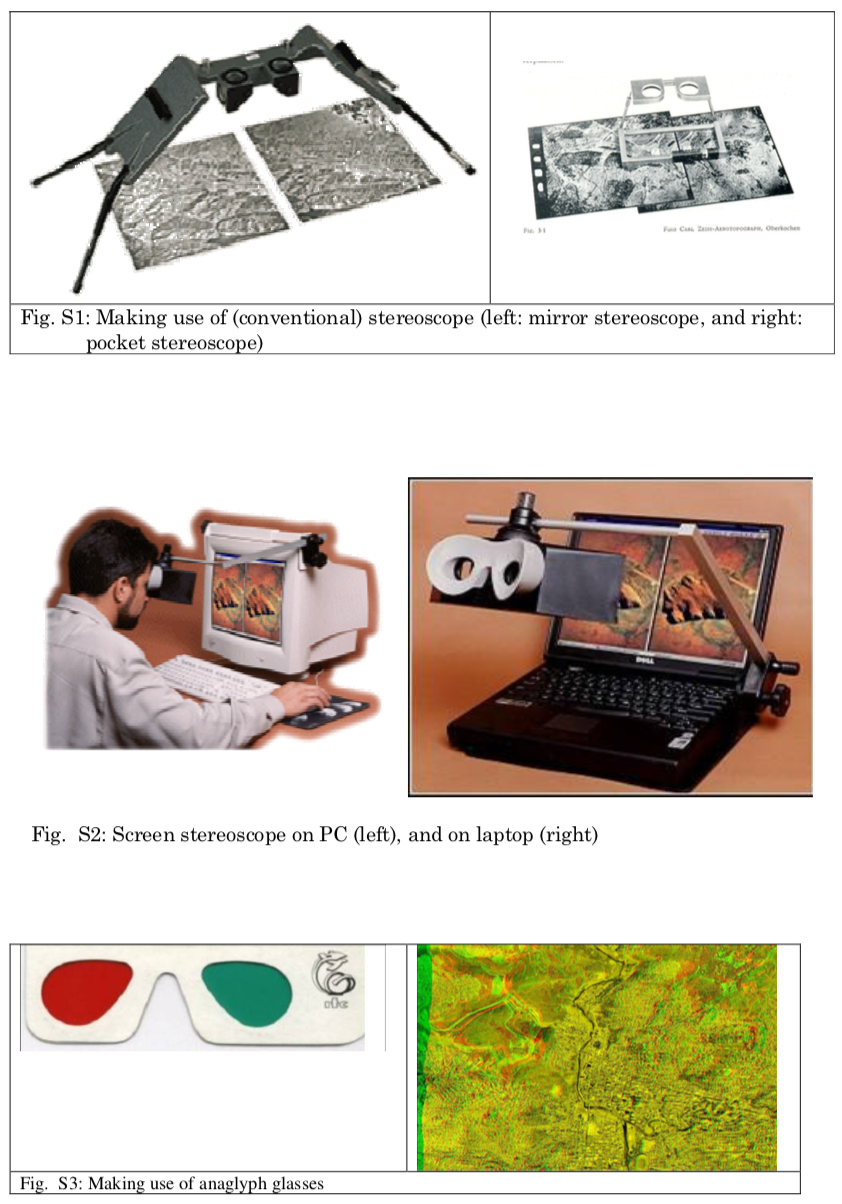 Fig. 3-1
Foto Carl Zeiss-Aerotopograph, Oberkochen
Fig. S1: Making use of (conventional) stereoscope (left: mirror stereoscope, and right:
pocket stereoscope)
DELL
Fig. S2: Screen stereoscope on PC (left), and on laptop (right)
Fig. S3: Making use of anaglyph glasses